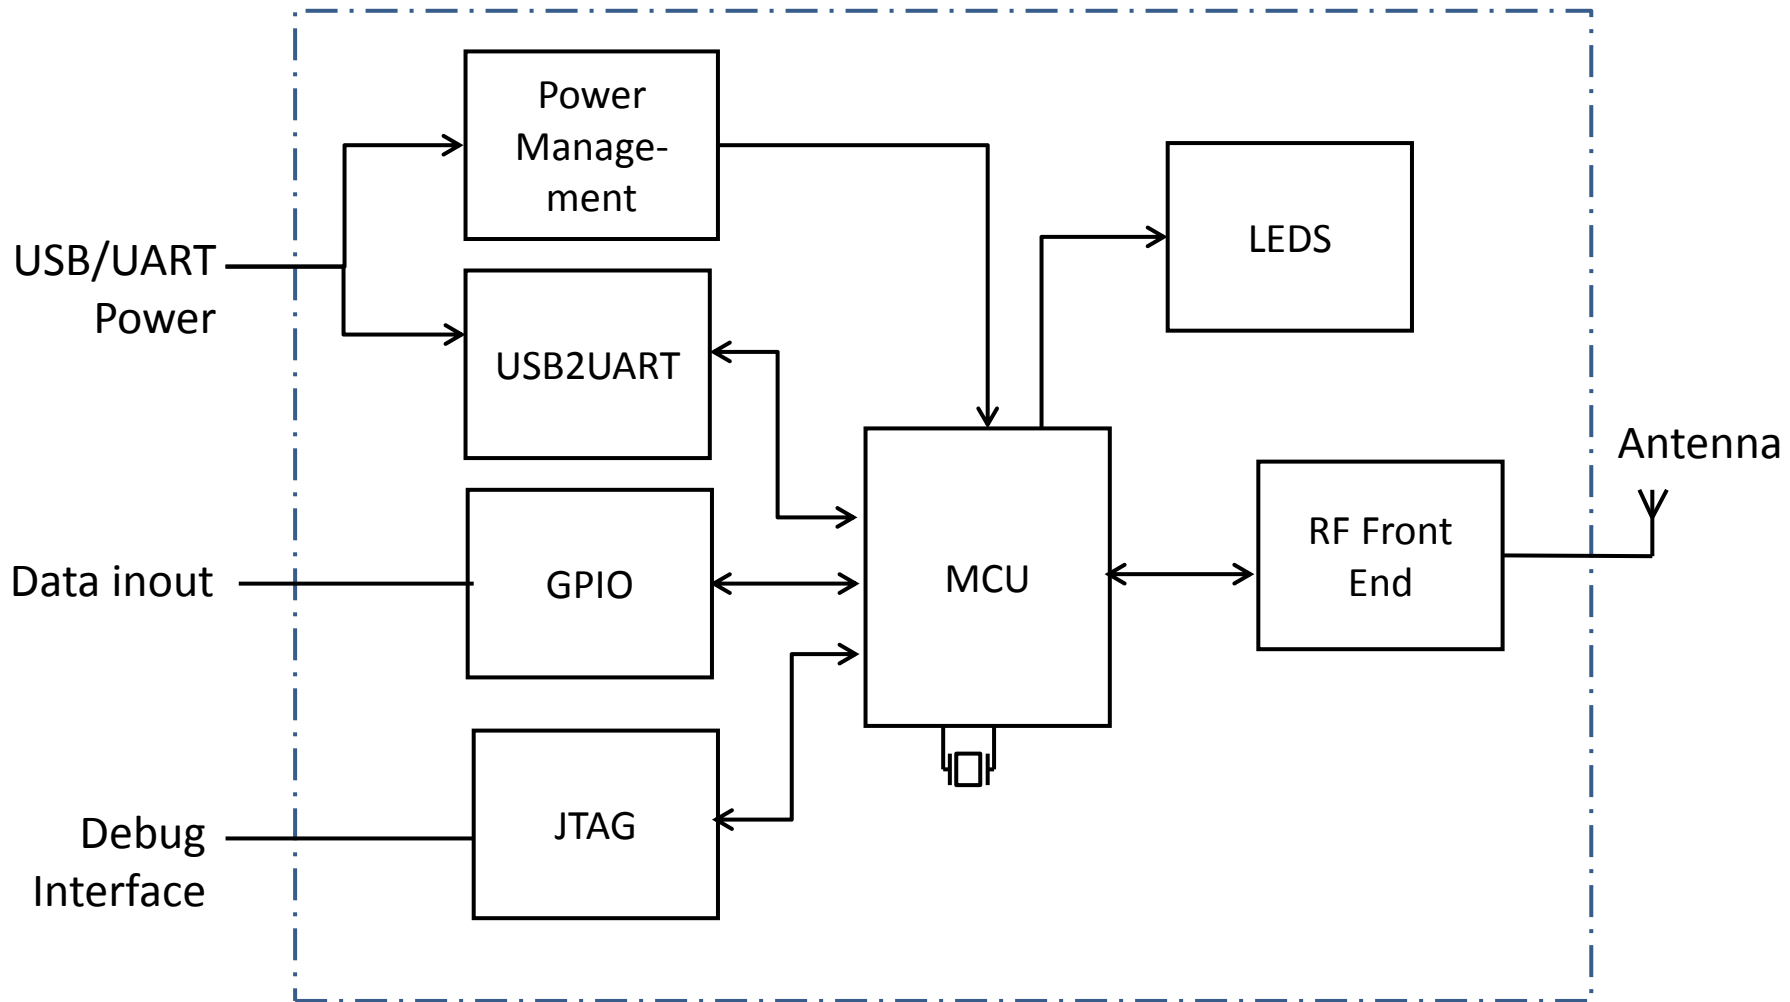 Power
Manage-
ment
USB/UART
Power
LEDS
USB2UART
Antenna
RF Front
End
Data inout
GPIO
MCU
JTAG
Debug
Interface